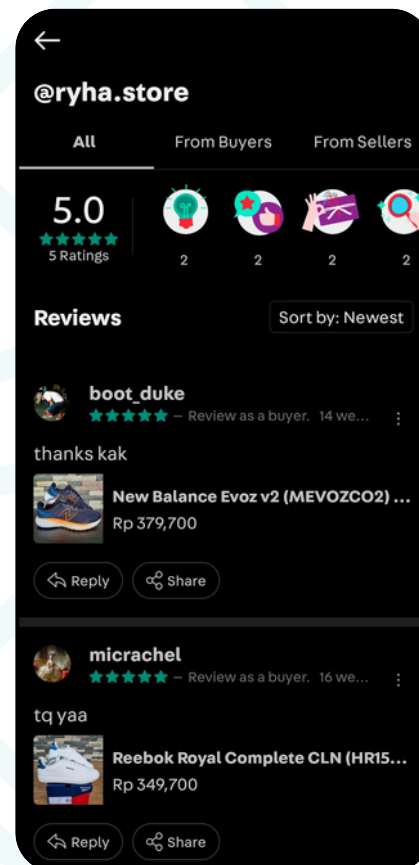 @ryha.store
All From Buyers From Sellers
5.0
5 Ratings
2 2 2 2
Reviews Sort by: Newest
boot_duke
– Review as a buyer. 14 we...
thanks kak
New Balance Evoz v2 (MEVOZCO2) ...
Rp 379,700
Reply Share
micrachel
– Review as a buyer. 16 we...
tq yaa
Reebok Royal Complete CLN (HR15...
Rp 349,700
Reply Share